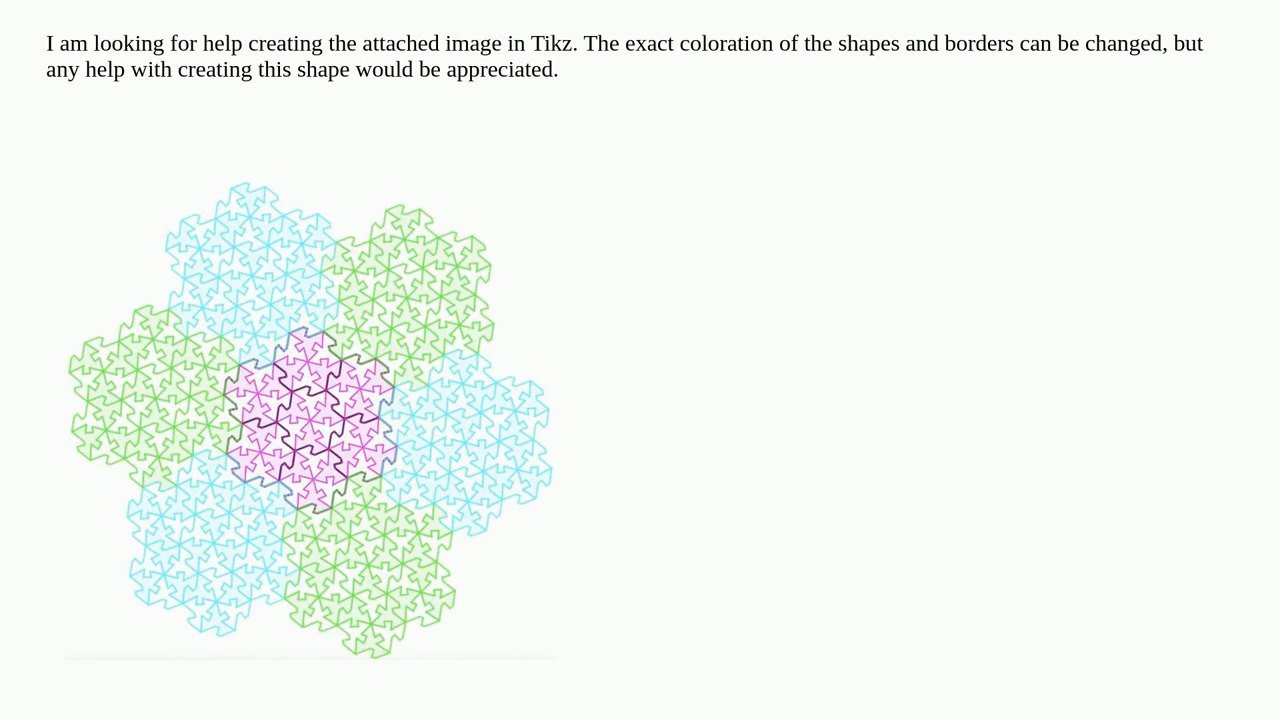 I am looking for help creating the attached image in Tikz. The exact coloration of the shapes and borders can be changed, but
any help with creating this shape would be appreciated.